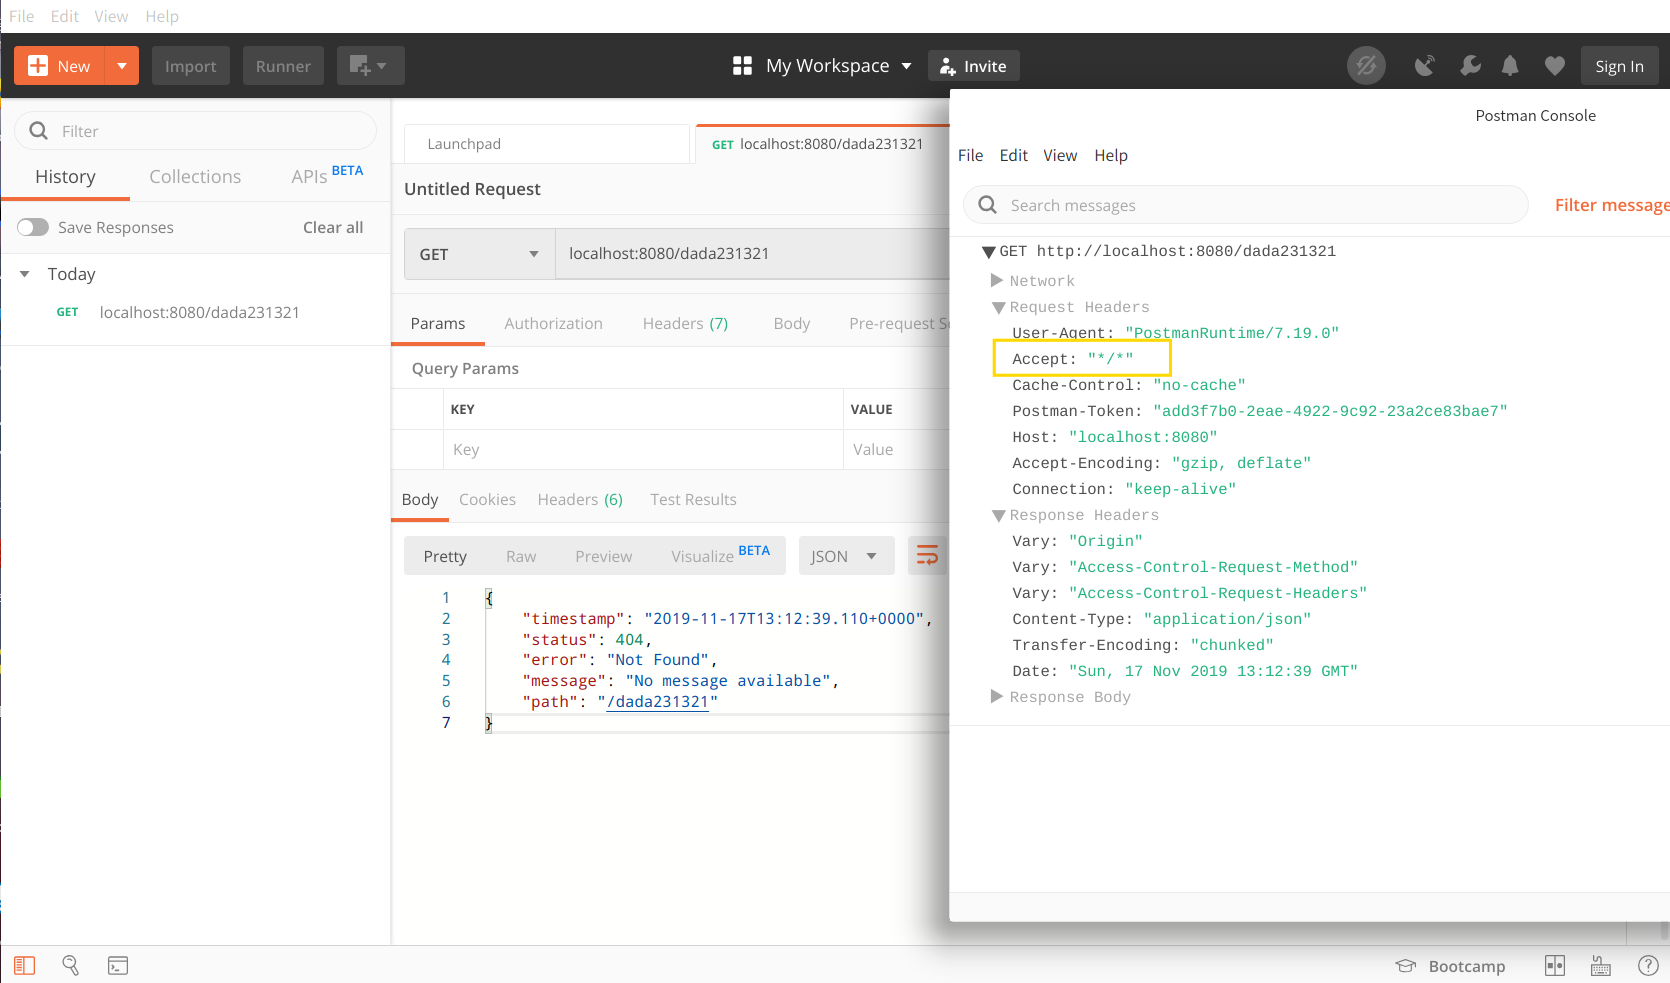 File Edit View Help
New Import Runner My Workspace Invite Sign In
Filter
History Collections APIs BETA
Save Responses Clear all
Today
GET localhost:8080/dada231321
Launchpad GET localhost:8080/dada231321
Untitled Request
GET localhost:8080/dada231321
Params Authorization Headers (7) Body Pre-request
Query Params
KEY VALUE
Key Value
Body Cookies Headers (6) Test Results
Pretty Raw Preview Visualize BETA JSON
1 {
2 "timestamp": "2019-11-17T13:12:39.110+0000",
3 "status": 404,
4 "error": "Not Found",
5 "message": "No message available",
6 "path": "/dada231321"
7 }
Postman Console
File Edit View Help
Search messages Filter message
GET http://localhost:8080/dada231321
Network
Request Headers
User-Agent: "PostmanRuntime/7.19.0"
Accept: "*/*"
Cache-Control: "no-cache"
Postman-Token: "add3f7b0-2eae-4922-9c92-23a2ce83bae7"
Host: "localhost:8080"
Accept-Encoding: "gzip, deflate"
Connection: "keep-alive"
Response Headers
Vary: "Origin"
Vary: "Access-Control-Request-Method"
Vary: "Access-Control-Request-Headers"
Content-Type: "application/json"
Transfer-Encoding: "chunked"
Date: "Sun, 17 Nov 2019 13:12:39 GMT"
Response Body
Bootcamp